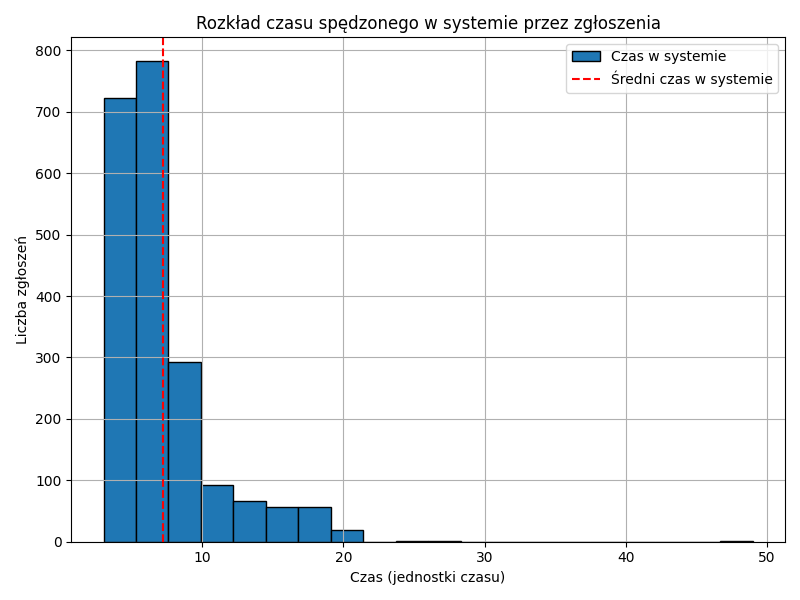 Rozkład czasu spędzonego w systemie przez zgłoszenia
Czas w systemie
Średni czas w systemie
Liczba zgłoszeń
800
700
600
500
400
300
200
100
0
10
20
30
40
50
Czas (jednostki czasu)